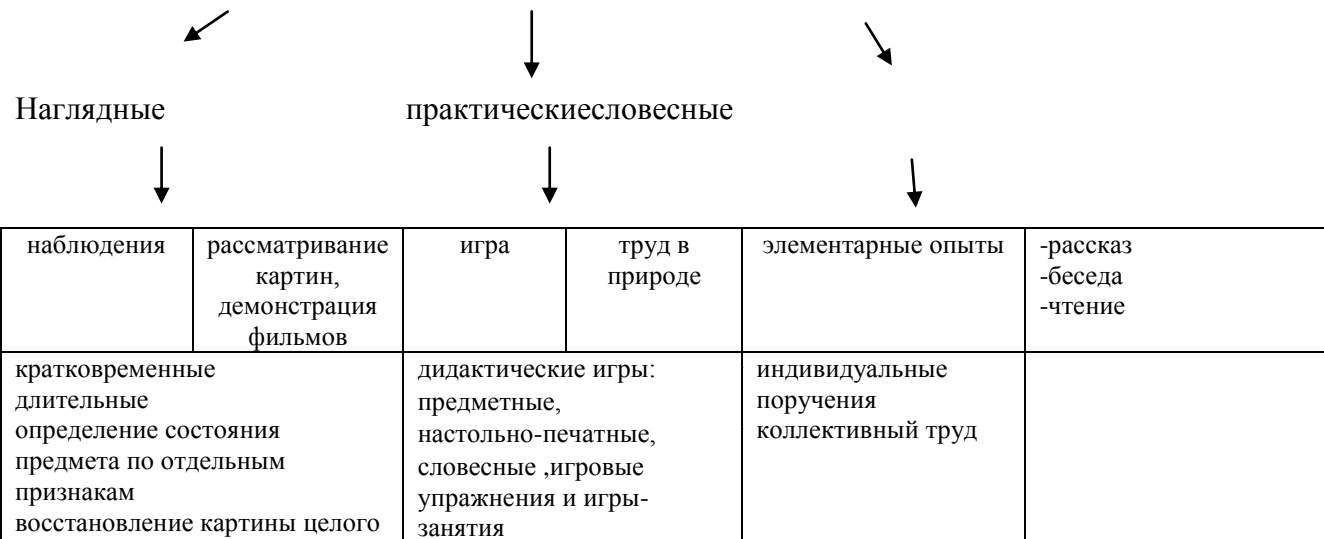 Наглядные практическиесловесные
наблюдения
рассматривание
картин,
демонстрация
фильмов
игра
труд в
природе
элементарные опыты
-рассказ
-беседа
-чтение
кратковременные
длительные
определение состояния
предмета по отдельным
признакам
восстановление картины целого
дидактические игры:
предметные,
настольно-печатные,
словесные ,игровые
упражнения и игры-
занятия
индивидуальные
поручения
коллективный труд